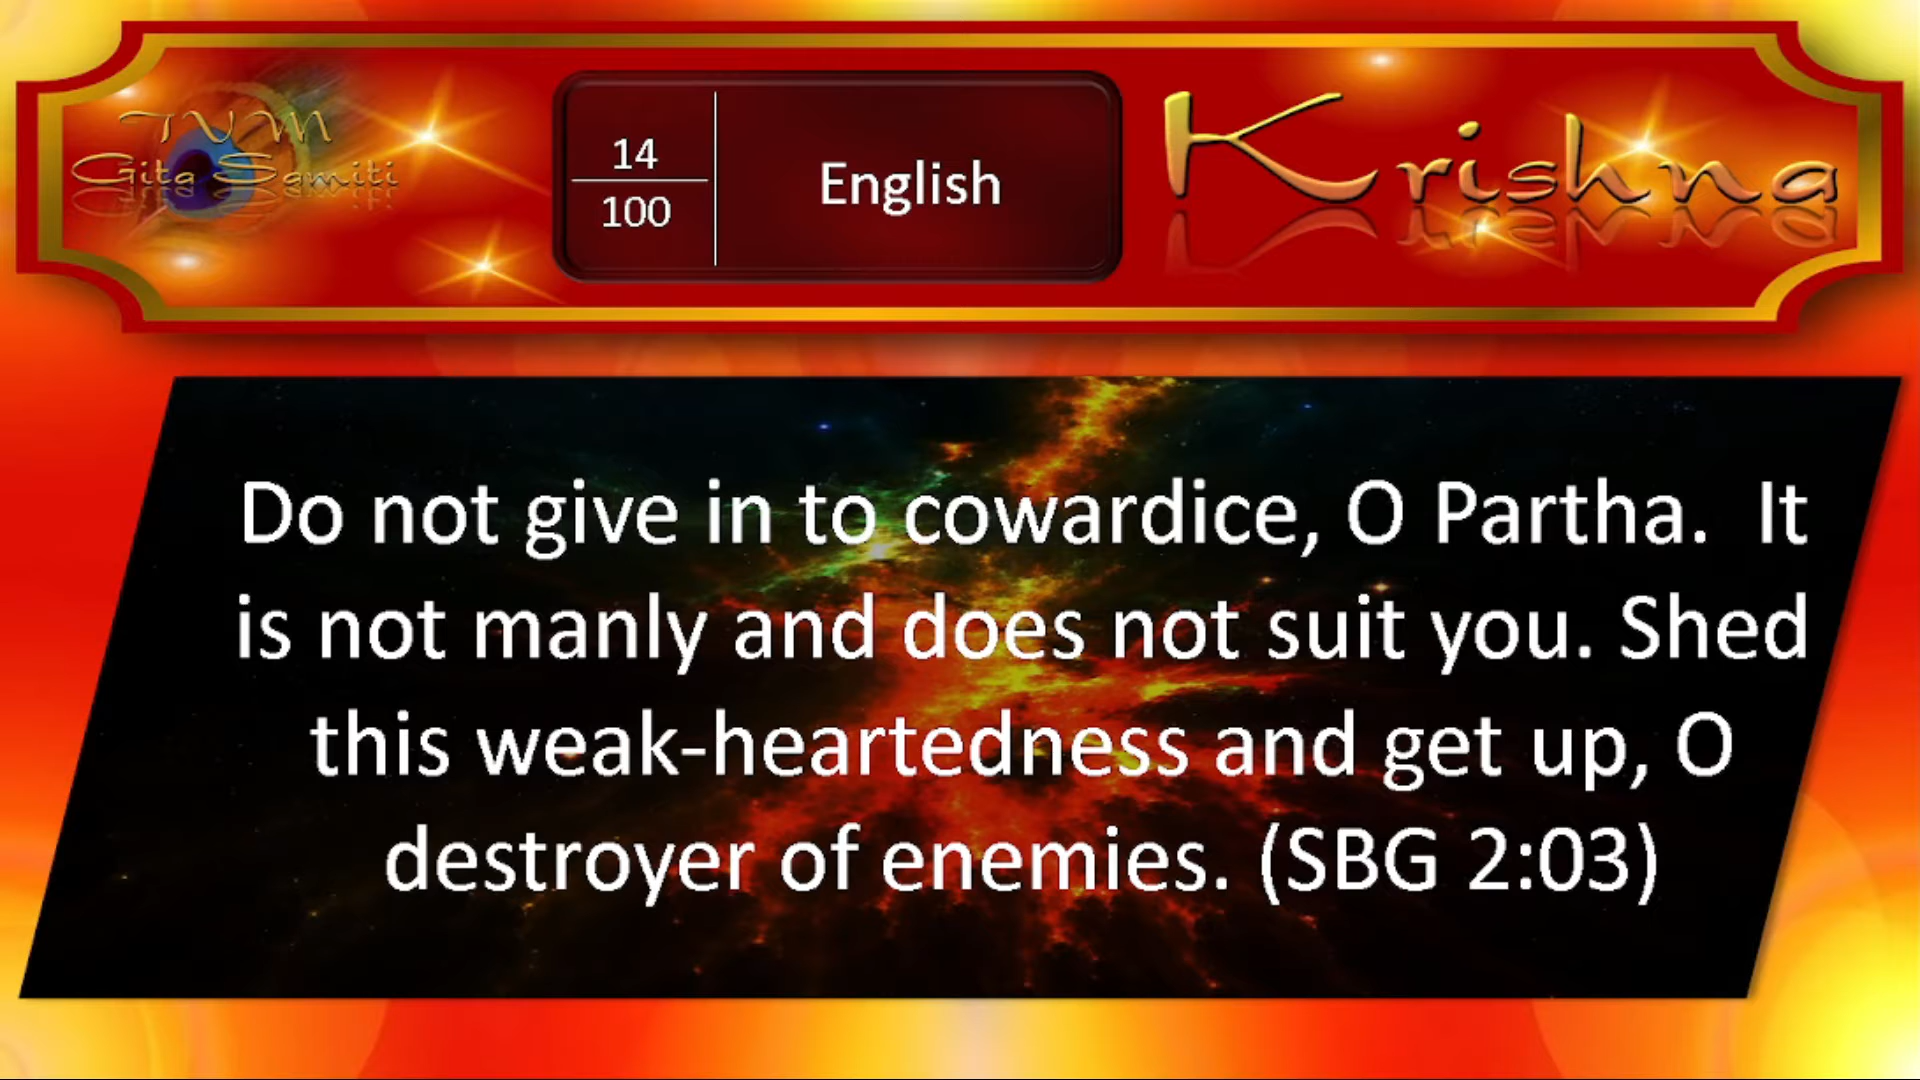 TVM
Gita Samiti
14
100
English
Krishna
Do not give in to cowardice, O Partha.  It
is not manly and does not suit you. Shed
this weak-heartedness and get up, O
destroyer of enemies. (SBG 2:03)